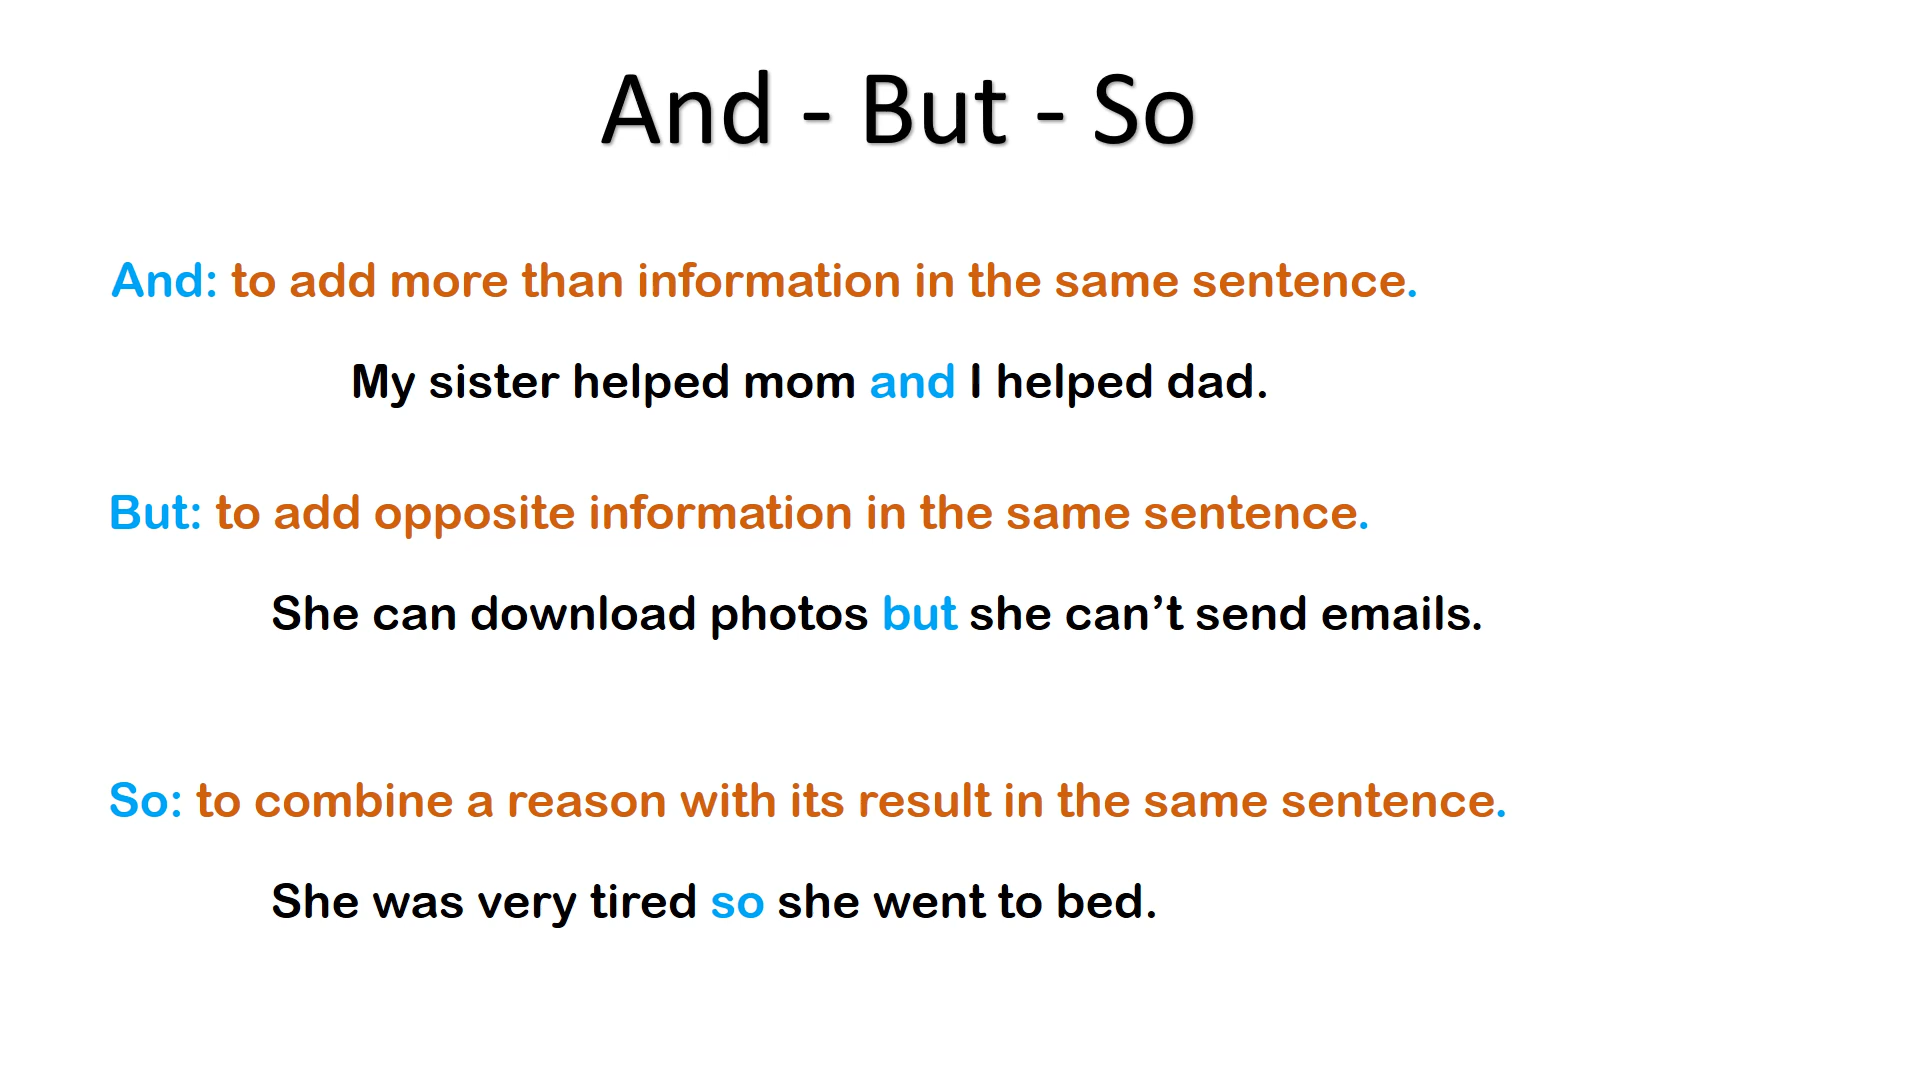 And - But - So
And: to add more than information in the same sentence.
My sister helped mom and I helped dad.
But: to add opposite information in the same sentence.
She can download photos but she can’t send emails.
So: to combine a reason with its result in the same sentence.
She was very tired so she went to bed.